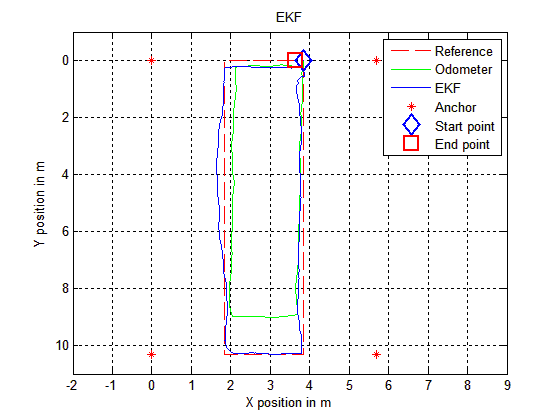 EKF
Reference
Odometer
EKF
Anchor
Start point
End point
0
2
4
6
8
10
Y position in m
-2
-1
0
1
2
3
4
5
6
7
8
9
X position in m